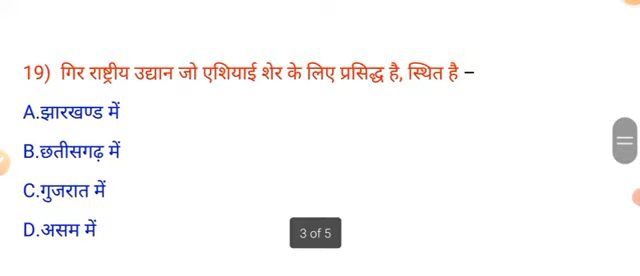 19) गिर राष्ट्रीय उद्यान जो एशियाई शेर के लिए प्रसिद्ध है, स्थित है –
A.झारखण्ड में
B.छतीसगढ़ में
C.गुजरात में
D.असम में
3 of 5